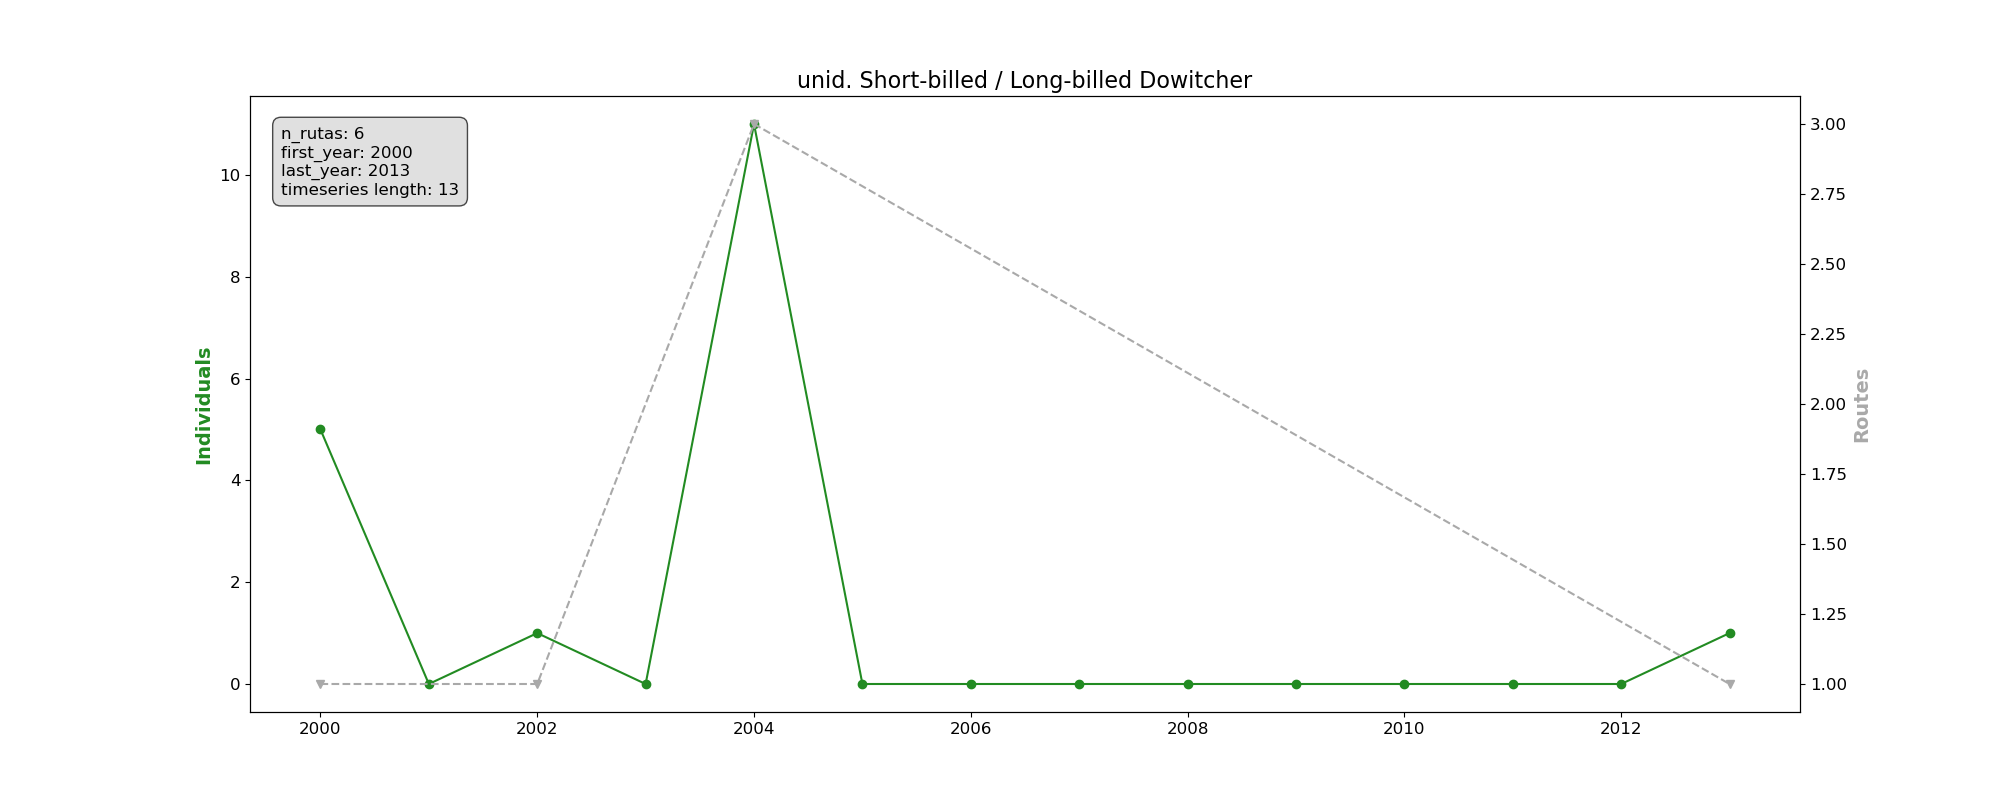 unid. Short-billed / Long-billed Dowitcher
n_rutas: 6
first_year: 2000
last_year: 2013
timeseries length: 13
Individuals
10
8
6
4
2
0
3.00
2.75
2.50
2.25
2.00
1.75
1.50
1.25
1.00
Routes
2000 2002 2004 2006 2008 2010 2012